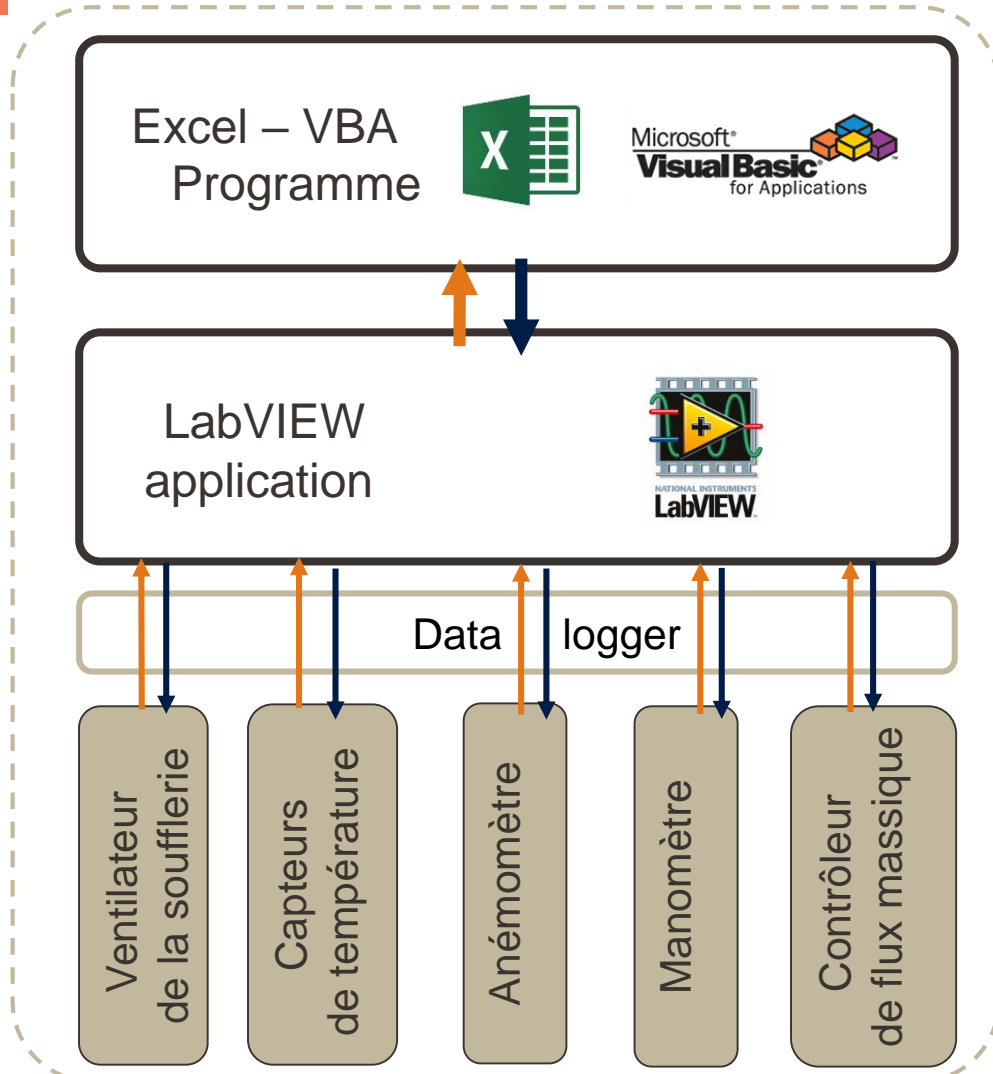 Excel – VBA
Programme
X
Microsoft®
Visual Basic®
for Applications
LabVIEW
application
NATIONAL INSTRUMENTS
LabVIEW
Data logger
Ventilateur
de la soufflerie
Capteurs
de température
Anémomètre
Manomètre
Contrôleur
de flux massique